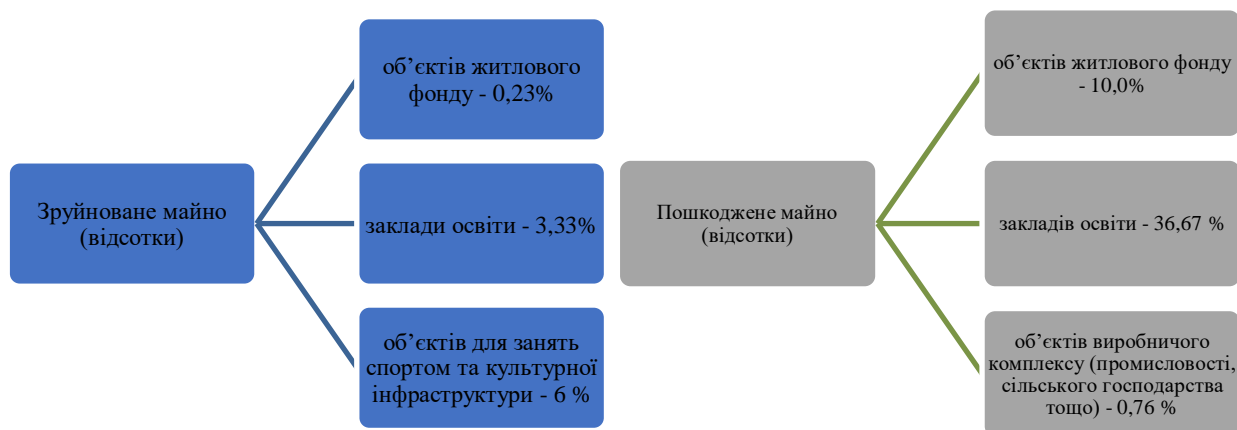 Зруйноване майно
(відсотки)
об’єктів житлового
фонду - 0,23%
заклади освіти - 3,33%
об’єктів для занять
спортом та культурної
інфраструктури - 6 %
Пошкоджене майно
(відсотки)
об’єктів житлового фонду
- 10,0%
закладів освіти - 36,67 %
об’єктів виробничого
комплексу (промисловості,
сільського господарства
тощо) - 0,76 %